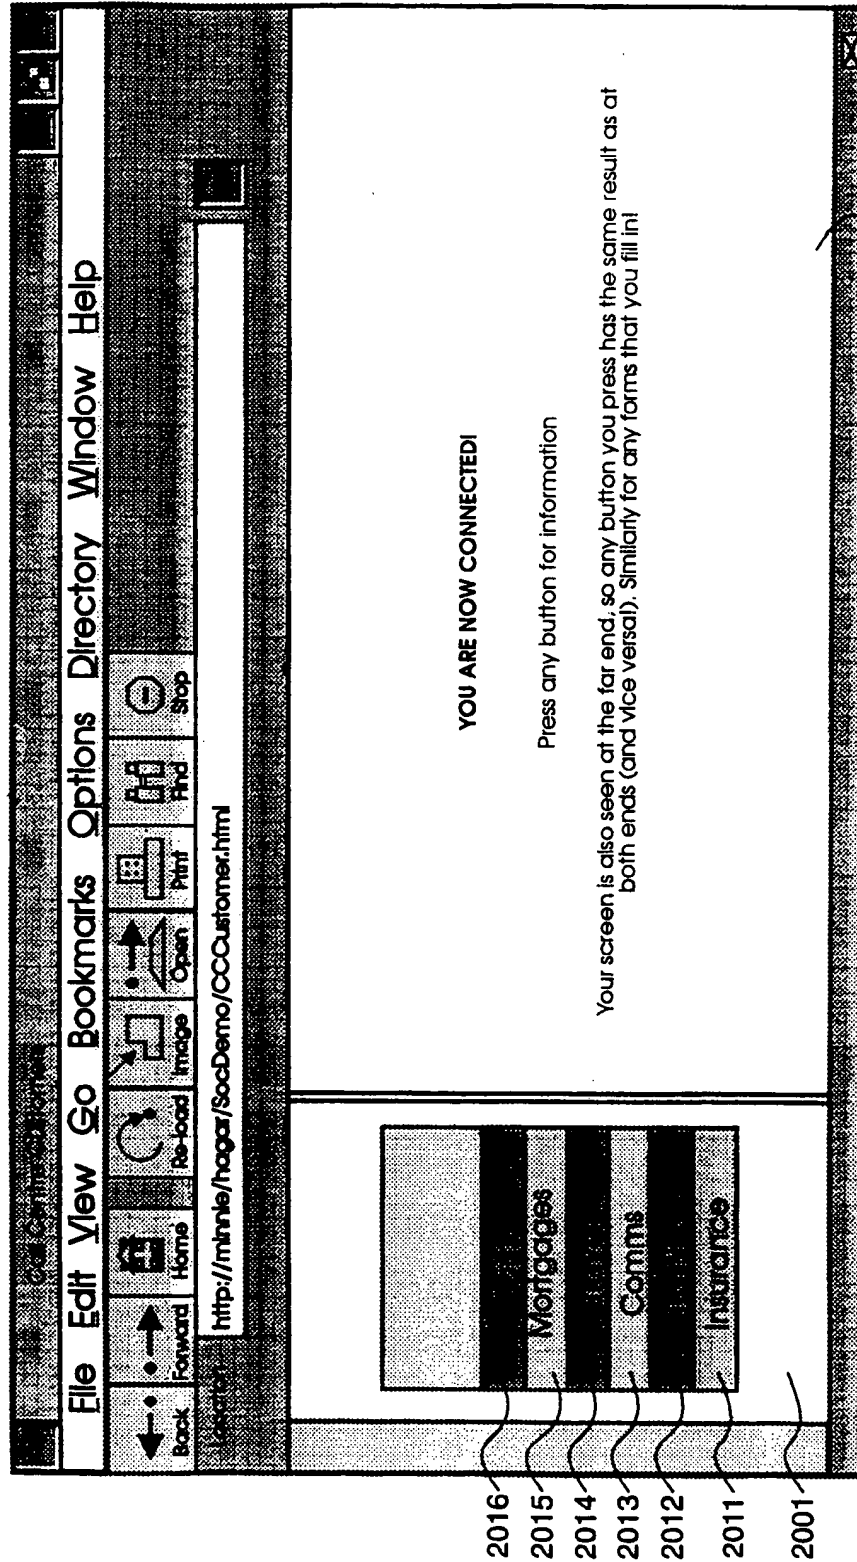 Call Centre Customers
File Edit View Go Bookmarks Options Directory Window Help
Back Forward Home Re-load Image Open Print Find Stop
Location http://minnie/hagar/SocDemo/CCCustomer.html
YOU ARE NOW CONNECTED!
Press any button for information
Your screen is also seen at the far end, so any button you press has the same result as at
both ends (and vice versa!). Similarly for any forms that you fill in!
2016
2015 Mortgages
2014
2013 Comms
2012
2011 Insurance
2001